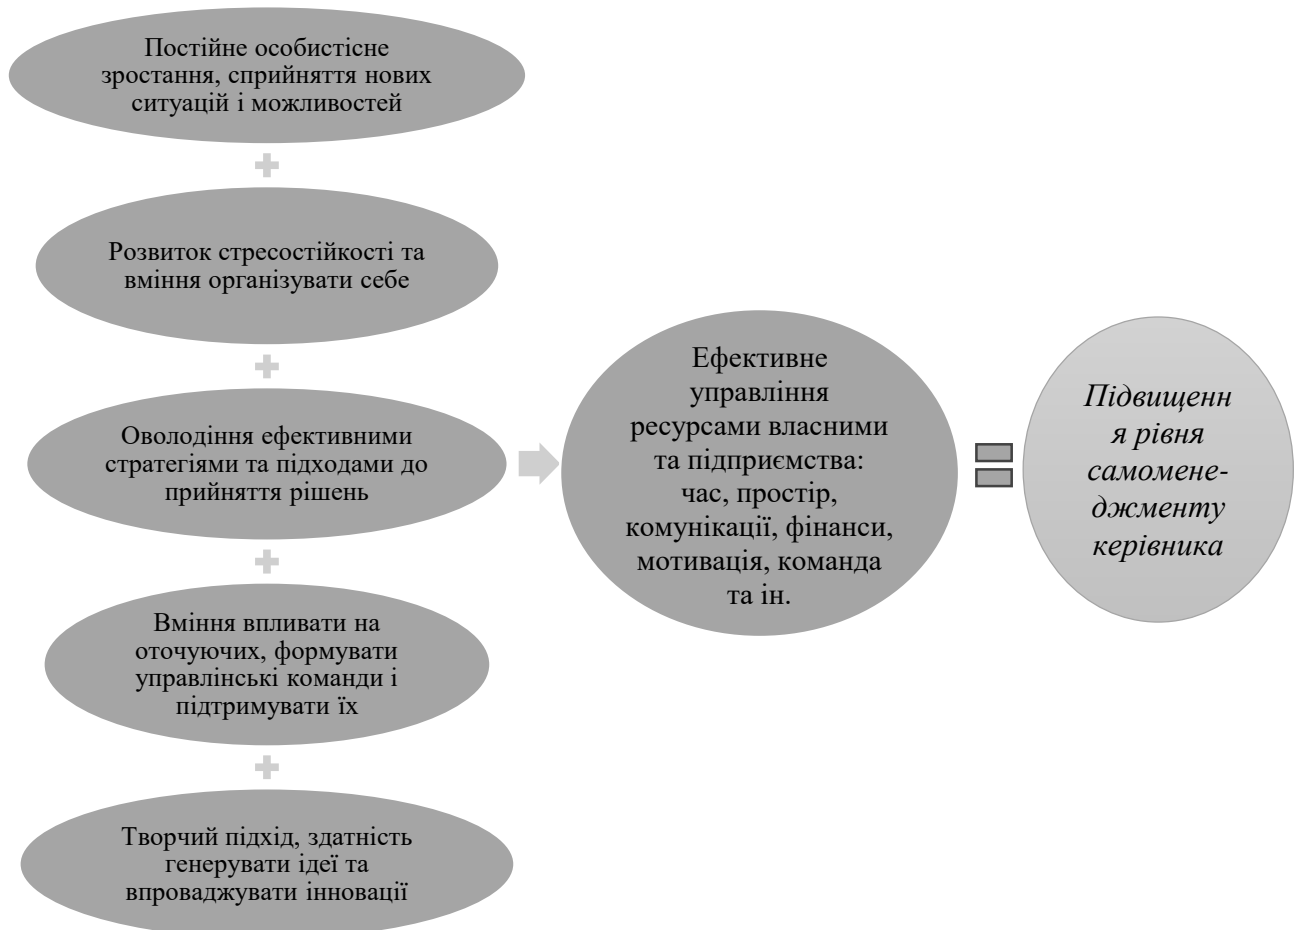 Постійне особистісне
зростання, сприйняття нових
ситуацій і можливостей
Розвиток стресостійкості та
вміння організувати себе
Оволодіння ефективними
стратегіями та підходами до
прийняття рішень
Вміння впливати на
оточуючих, формувати
управлінські команди і
підтримувати їх
Творчий підхід, здатність
генерувати ідеї та
впроваджувати інновації
Ефективне
управління
ресурсами власними
та підприємства:
час, простір,
комунікації, фінанси,
мотивація, команда
та ін.
Підвищенн
я рівня
самомене-
джменту
керівника